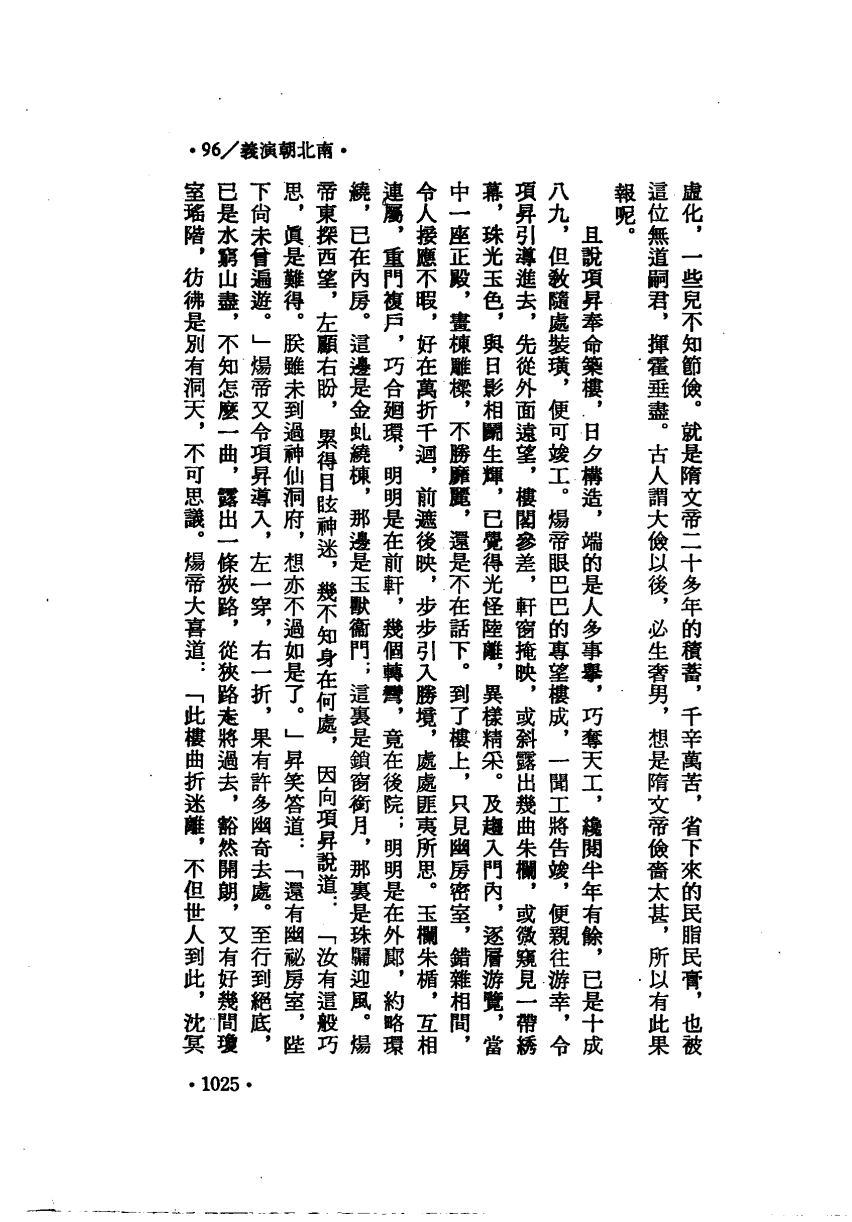 •96/義演朝北南•
虛化，一些兒不知節儉。就是隋文帝二十多年的積蓄，千辛萬苦，省下來的民脂民膏，也被
這位無道嗣君，揮霍垂盡。古人謂大儉以後，必生奢男，想是隋文帝儉嗇太甚，所以有此果
報呢。
且說項昇奉命築樓，日夕構造，端的是人多事舉，巧奪天工，纔閱半年有餘，已是十成
八九，但敎隨處裝璜，便可竣工。煬帝眼巴巴的專望樓成，一聞工將告竣，便親往游幸，令
項昇引導進去，先從外面遠望，樓閣參差，軒窗掩映，或斜露出幾曲朱欄，或微窺見一帶綉
幕，珠光玉色，與日影相鬭生輝，已覺得光怪陸離，異樣精采。及趨入門內，逐層游覽，當
中一座正殿，畫棟雕樑，不勝靡麗，還是不在話下。到了樓上，只見幽房密室，錯雜相間，
令人接應不暇，好在萬折千迴，前遮後映，步步引入勝境，處處匪夷所思。玉欄朱楯，互相
連屬，重門複戶，巧合廻環，明明是在前軒，幾個轉彎，竟在後院；明明是在外廊，約略環
繞，已在內房。這邊是金虬繞棟，那邊是玉獸衞門；這裏是鎖窗銜月，那裏是珠牖迎風。煬
帝東探西望，左顧右盼，累得目眩神迷，幾不知身在何處，因向項昇說道：「汝有這般巧
思，眞是難得。朕雖未到過神仙洞府，想亦不過如是了。」昇笑答道：「還有幽祕房室，陛
下尙未曾遍遊。」煬帝又令項昇導入，左一穿，右一折，果有許多幽奇去處。至行到絕底，
已是水窮山盡，不知怎麼一曲，露出一條狹路，從狹路走將過去，豁然開朗，又有好幾間瓊
室瑤階，彷彿是別有洞天，不可思議。煬帝大喜道：「此樓曲折迷離，不但世人到此，沈冥
•1025•